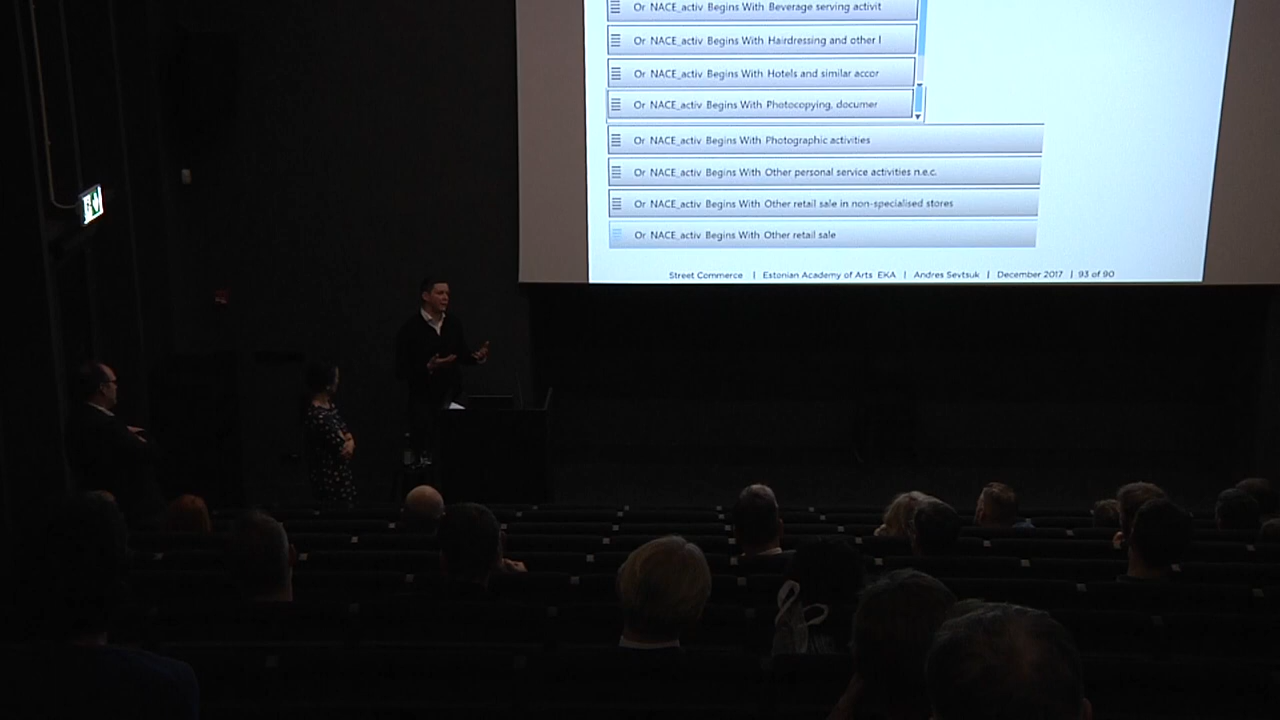 Or NACE_activ Begins With Beverage serving activit
Or NACE_activ Begins With Hairdressing and other l
Or NACE_activ Begins With Hotels and similar accor
Or NACE_activ Begins With Photocopying, documer
Or NACE_activ Begins With Photographic activities
Or NACE_activ Begins With Other personal service activities n.e.c.
Or NACE_activ Begins With Other retail sale in non-specialised stores
Or NACE_activ Begins With Other retail sale
Street Commerce | Estonian Academy of Arts EKA | Andres Sevtsuk | December 2017 | 93 of 90